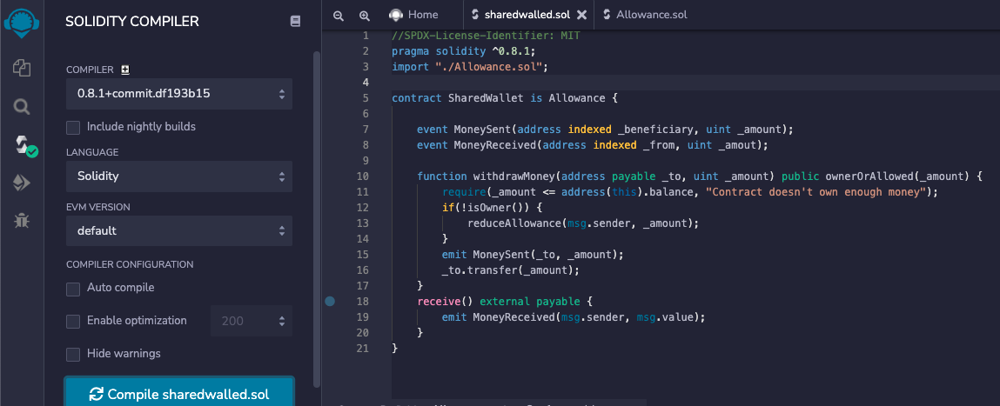 SOLIDITY COMPILER
COMPILER
0.8.1+commit.df193b15
Include nightly builds
LANGUAGE
Solidity
EVM VERSION
default
COMPILER CONFIGURATION
Auto compile
Enable optimization 200
Hide warnings
Compile sharedwalled.sol
Home sharedwalled.sol Allowance.sol
1 //SPDX-License-Identifier: MIT
2 pragma solidity ^0.8.1;
3 import "./Allowance.sol";
4
5 contract SharedWallet is Allowance {
6
7 event MoneySent(address indexed _beneficiary, uint _amount);
8 event MoneyReceived(address indexed _from, uint _amout);
9
10 function withdrawMoney(address payable _to, uint _amount) public ownerOrAllowed(_amount) {
11 require(_amount <= address(this).balance, "Contract doesn't own enough money");
12 if(!isOwner()) {
13 reduceAllowance(msg.sender, _amount);
14 }
15 emit MoneySent(_to, _amount);
16 _to.transfer(_amount);
17 }
18 receive() external payable {
19 emit MoneyReceived(msg.sender, msg.value);
20 }
21 }